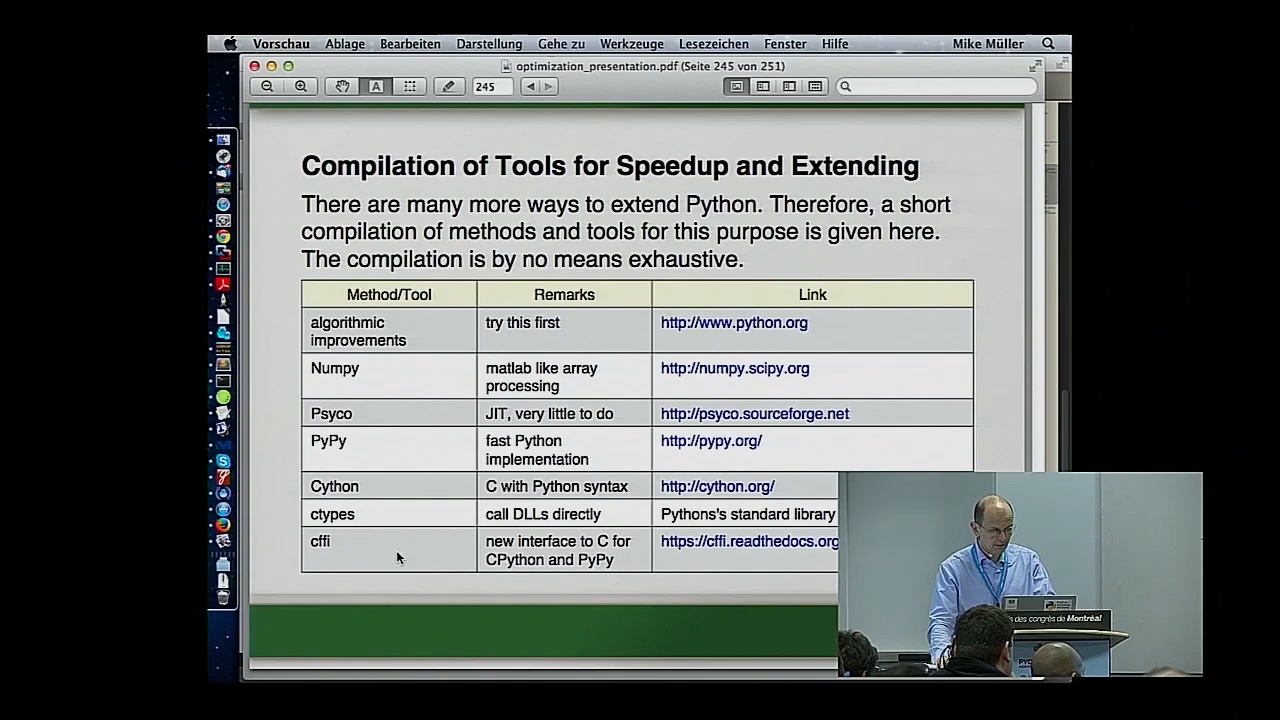 Vorschau Ablage Bearbeiten Darstellung Gehe zu Werkzeuge Lesezeichen Fenster Hilfe Mike Müller
optimization_presentation.pdf (Seite 245 von 251)
245
Compilation of Tools for Speedup and Extending
There are many more ways to extend Python. Therefore, a short
compilation of methods and tools for this purpose is given here.
The compilation is by no means exhaustive.
Method/Tool Remarks Link
algorithmic
improvements
try this first
http://www.python.org
Numpy
matlab like array
processing
http://numpy.scipy.org
Psyco JIT, very little to do http://psyco.sourceforge.net
PyPy
fast Python
implementation
http://pypy.org/
Cython C with Python syntax http://cython.org/
ctypes call DLLs directly Pythons's standard library
cffi
new interface to C for
CPython and PyPy
https://cffi.readthedocs.org
s des congrès de Montréal